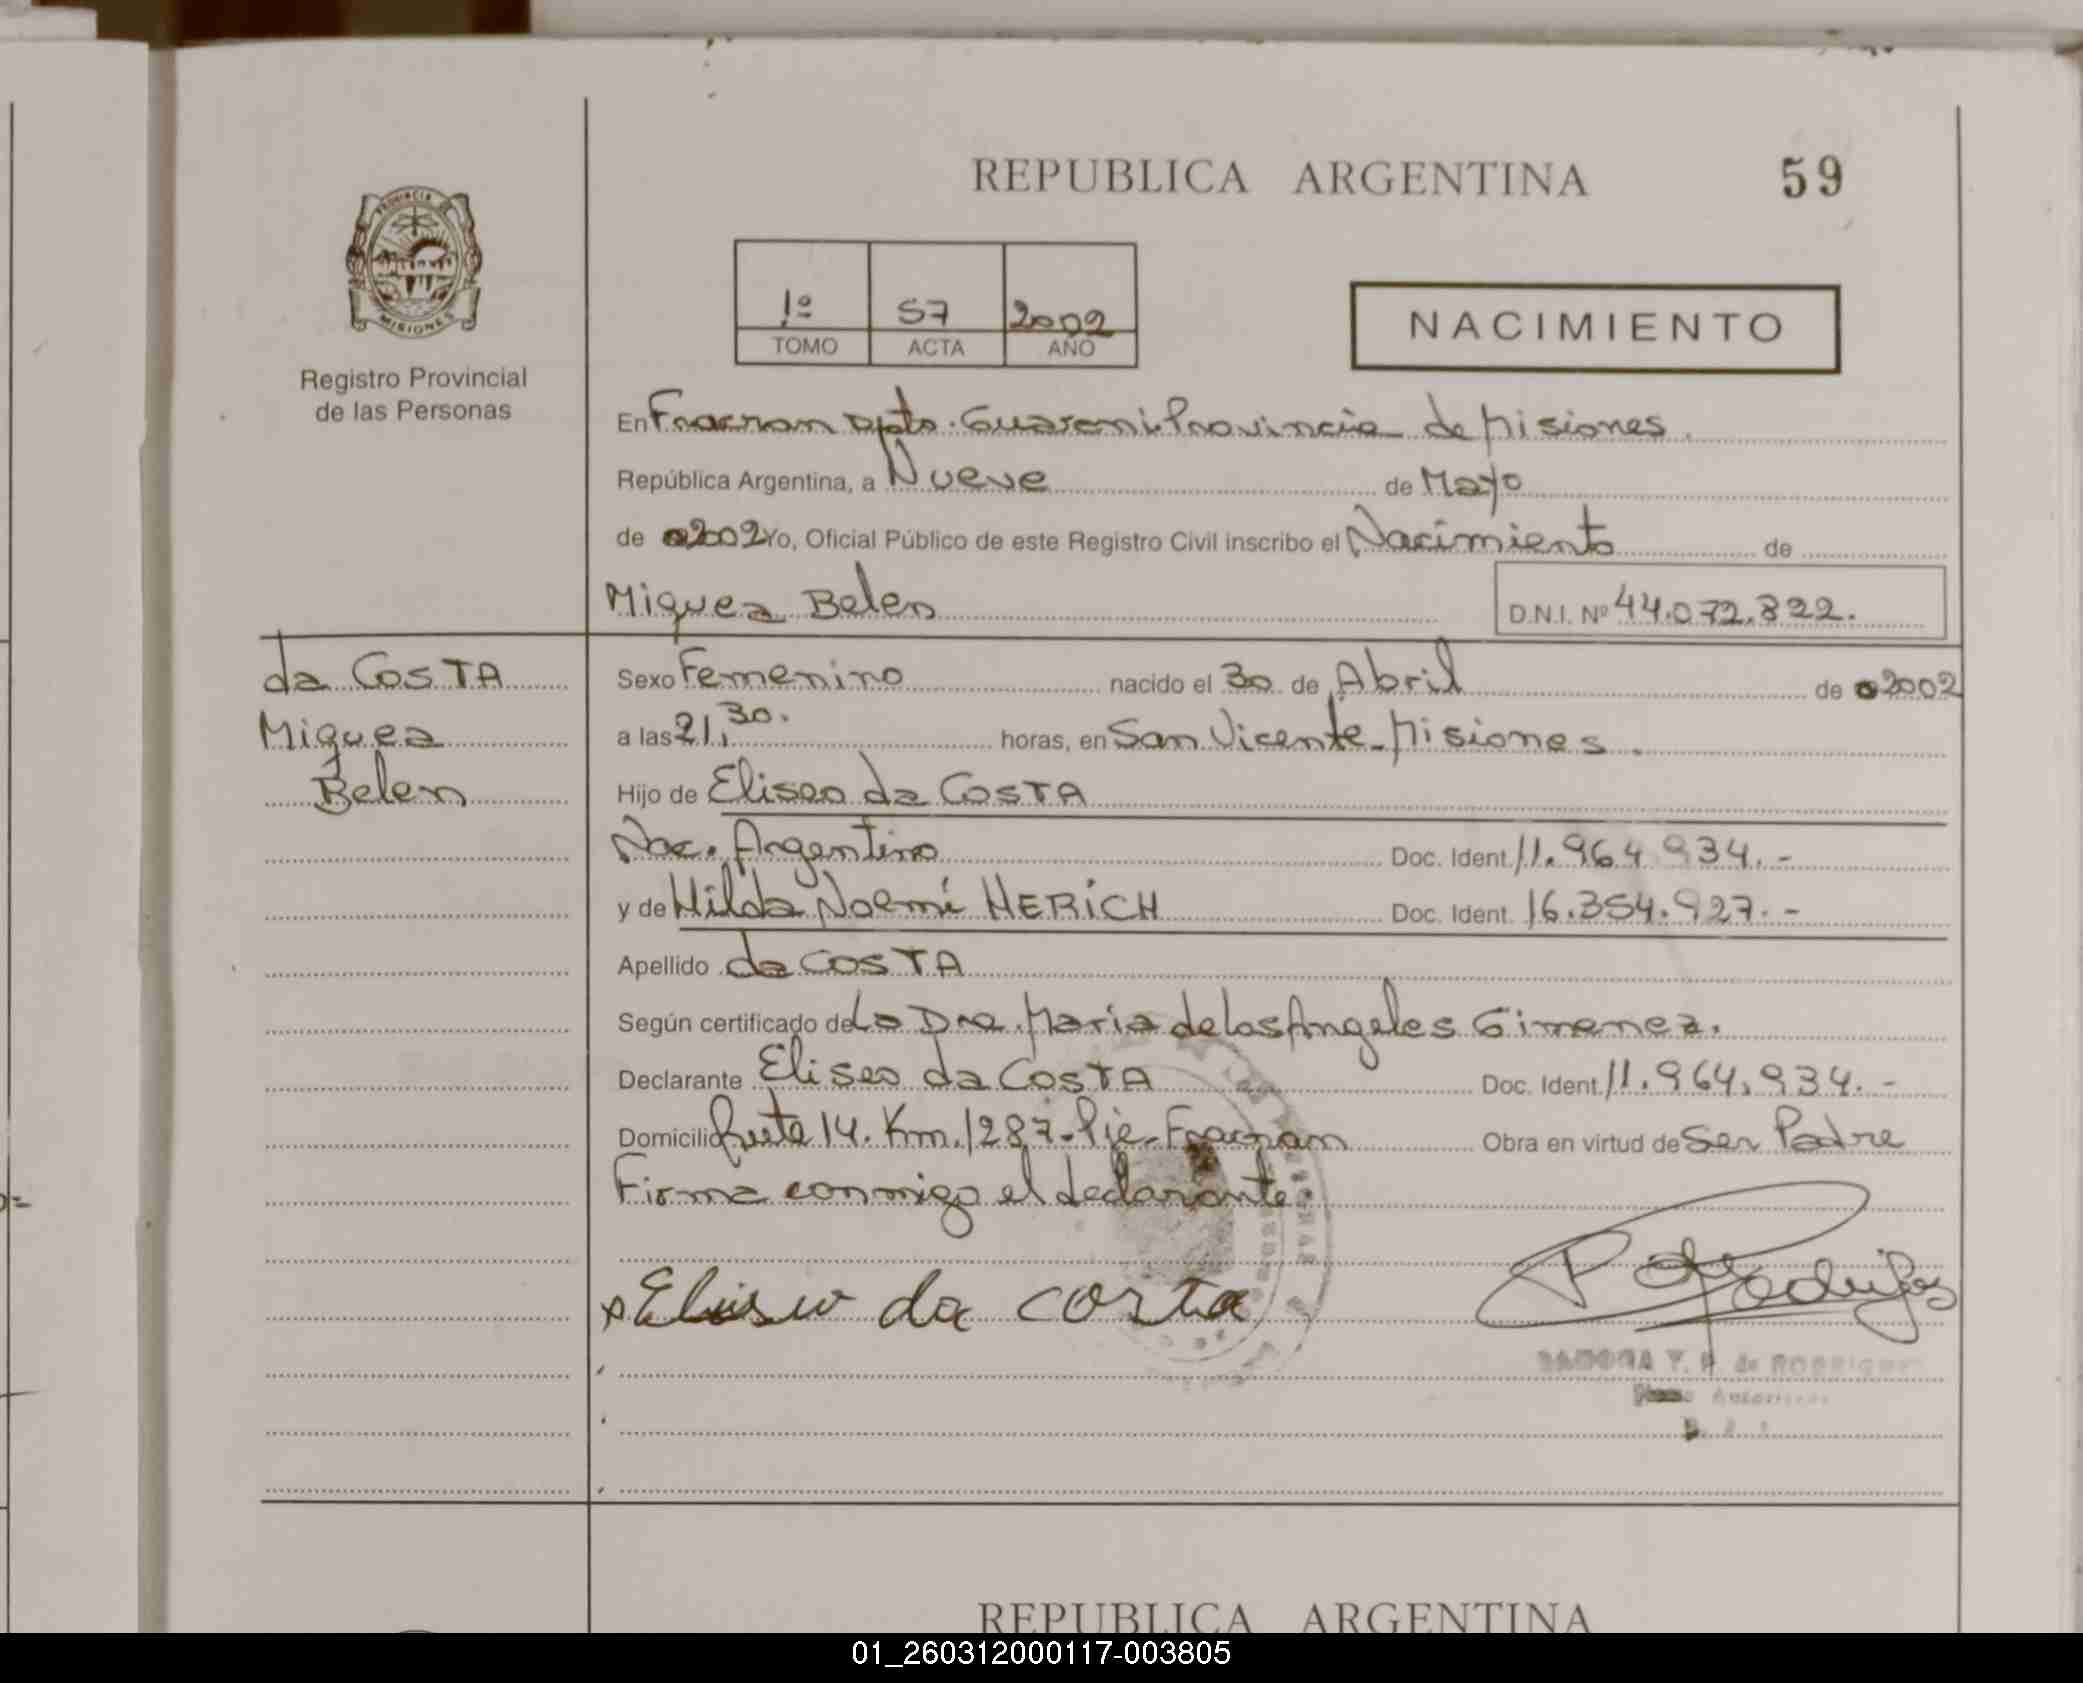 REPUBLICA ARGENTINA
59
PROVINCIA DE
MISIONES
Registro Provincial
de las Personas
1º 57 2002
TOMO ACTA AÑO
NACIMIENTO
En Fracran Dpto. Guarani Provincia de Misiones.
República Argentina, a Nueve de Mayo
de 2002 Yo, Oficial Público de este Registro Civil inscribo el Nacimiento de
Miquea Belen D.N.I. Nº 44.072.822.
da COSTA
Miquea
Belen
Sexo Femenino nacido el 30 de Abril de 2002
a las 21,30. horas, en San Vicente - Misiones.
Hijo de Eliseo da COSTA
Nac. Argentino Doc. Ident. 11.964.934.-
y de Hilda Noemí HERICH Doc. Ident. 16.354.927.-
Apellido da COSTA
Según certificado de La Dra. Maria de los Angeles Gimenez.
Declarante Eliseo da COSTA Doc. Ident. 11.964.934.-
Domicilio Ruta 14. Km. 1287- Pje- Fracran Obra en virtud de Ser Padre
Firma conmigo el declarante
x Eliseo da costa
REPUBLICA ARGENTINA
01_260312000117-003805